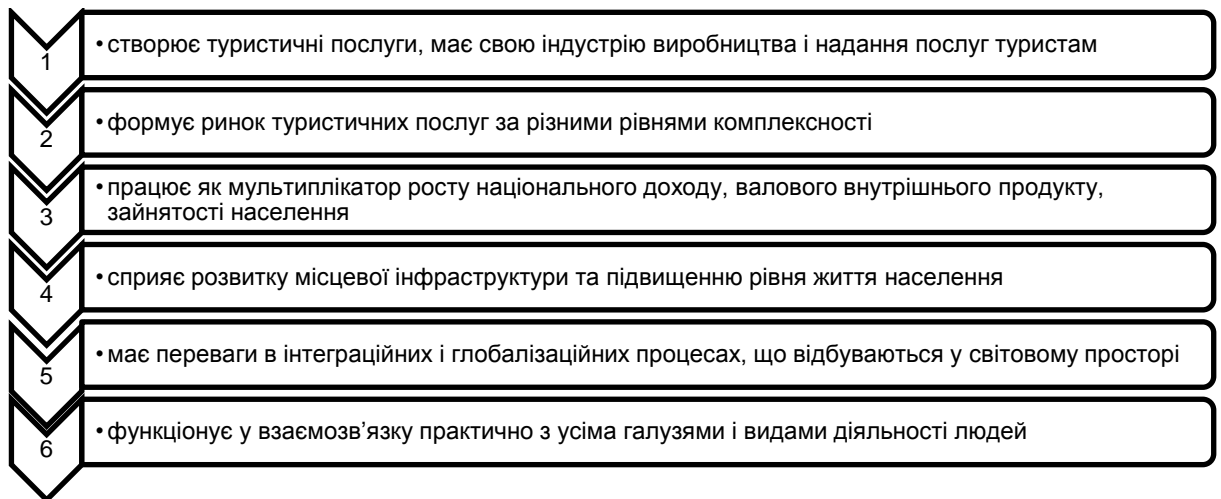 1
•створює туристичні послуги, має свою індустрію виробництва і надання послуг туристам
2
•формує ринок туристичних послуг за різними рівнями комплексності
3
•працює як мультиплікатор росту національного доходу, валового внутрішнього продукту,
зайнятості населення
4
•сприяє розвитку місцевої інфраструктури та підвищенню рівня життя населення
5
•має переваги в інтеграційних і глобалізаційних процесах, що відбуваються у світовому просторі
6
•функціонує у взаємозв’язку практично з усіма галузями і видами діяльності людей